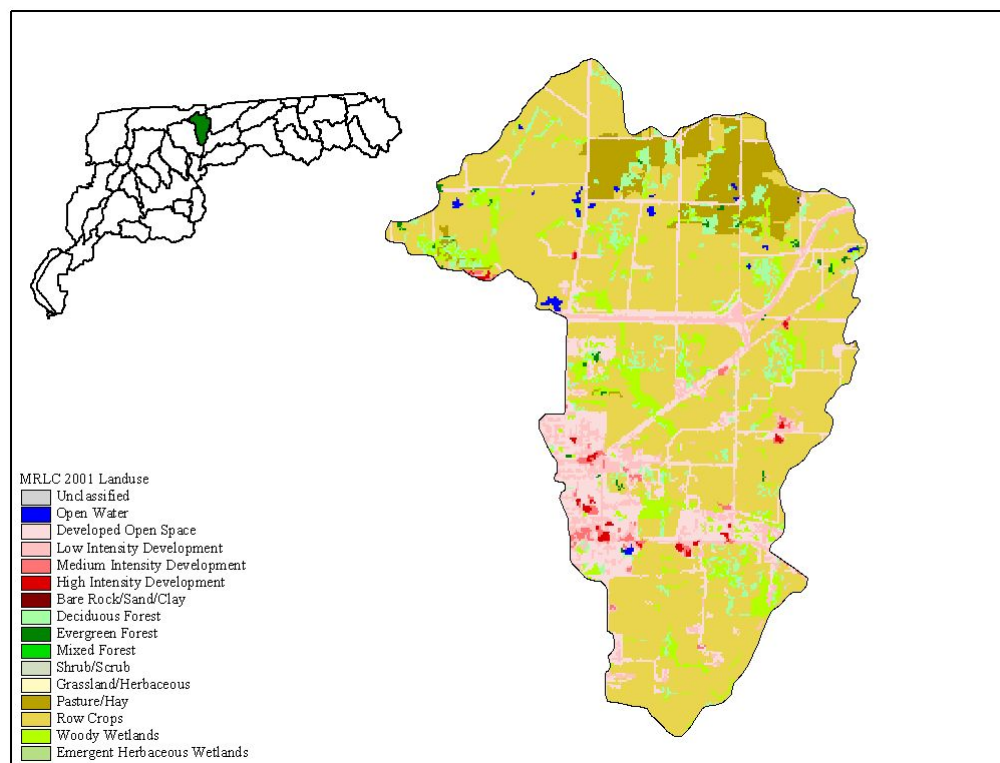 MRLC 2001 Landuse
Unclassified
Open Water
Developed Open Space
Low Intensity Development
Medium Intensity Development
High Intensity Development
Bare Rock/Sand/Clay
Deciduous Forest
Evergreen Forest
Mixed Forest
Shrub/Scrub
Grassland/Herbaceous
Pasture/Hay
Row Crops
Woody Wetlands
Emergent Herbaceous Wetlands